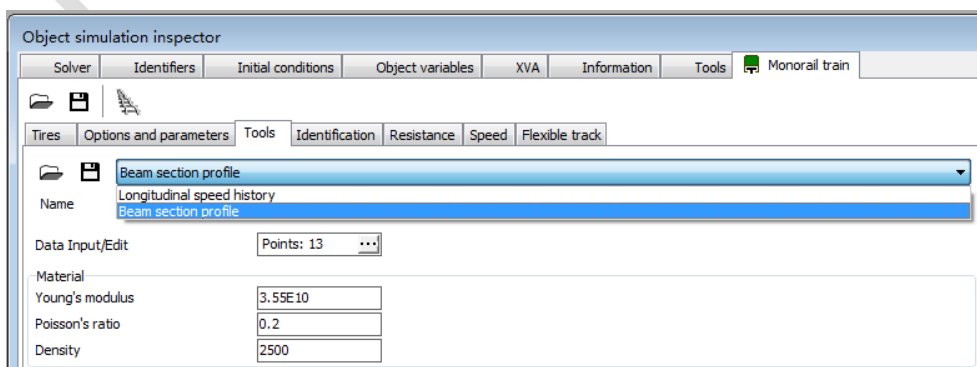 Object simulation inspector
Solver Identifiers Initial conditions Object variables XVA Information Tools Monorail train
Tires Options and parameters Tools Identification Resistance Speed Flexible track
Beam section profile
Longitudinal speed history
Name
Beam section profile
Data Input/Edit Points: 13 ...
Material
Young's modulus 3.55E10
Poisson's ratio 0.2
Density 2500